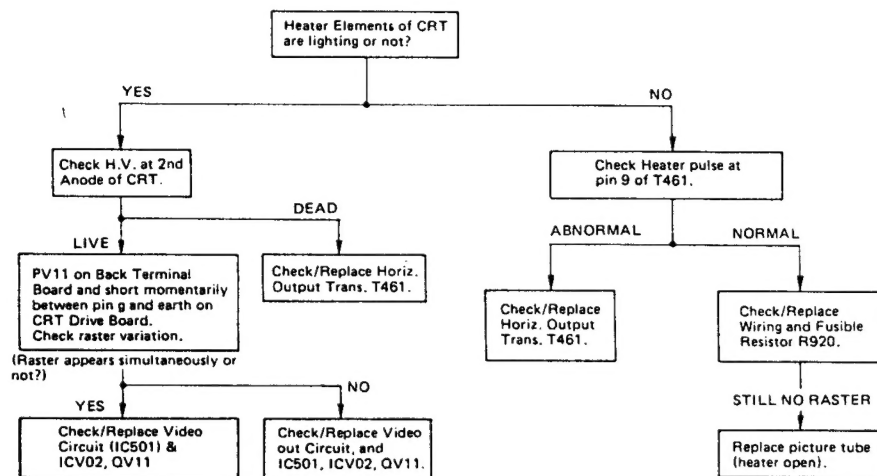 Heater Elements of CRT
are lighting or not?
YES
NO
Check H.V. at 2nd
Anode of CRT.
Check Heater pulse at
pin 9 of T461.
DEAD
LIVE
ABNORMAL
NORMAL
PV11 on Back Terminal
Board and short momentarily
between pin g and earth on
CRT Drive Board.
Check raster variation.
Check/Replace Horiz.
Output Trans. T461.
Check/Replace
Horiz. Output
Trans. T461.
Check/Replace
Wiring and Fusible
Resistor R920.
(Raster appears simultaneously or
not?)
YES
NO
STILL NO RASTER
Check/Replace Video
Circuit (IC501) &
ICV02, QV11
Check/Replace Video
out Circuit, and
IC501, ICV02, QV11.
Replace picture tube
(heater open).